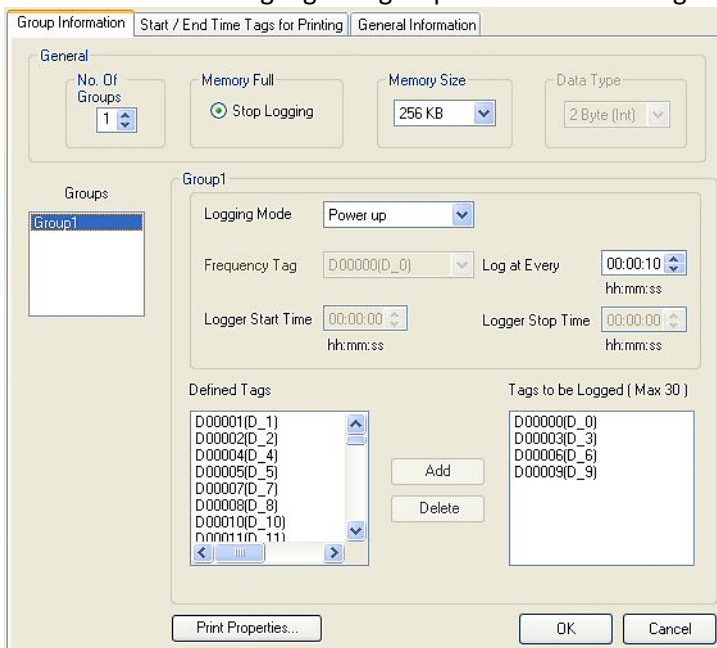 Group Information
Start / End Time Tags for Printing
General Information
General
No. Of
Groups
1
Memory Full
Stop Logging
Memory Size
256 KB
Data Type
2 Byte (Int)
Groups
Group1
Group1
Logging Mode
Power up
Frequency Tag
D00000(D_0)
Log at Every
00:00:10
hh:mm:ss
Logger Start Time
00:00:00
hh:mm:ss
Logger Stop Time
00:00:00
hh:mm:ss
Defined Tags
D00001(D_1)
D00002(D_2)
D00004(D_4)
D00005(D_5)
D00007(D_7)
D00008(D_8)
D00010(D_10)
D00011(D_11)
Add
Delete
Tags to be Logged ( Max 30 )
D00000(D_0)
D00003(D_3)
D00006(D_6)
D00009(D_9)
Print Properties...
OK
Cancel